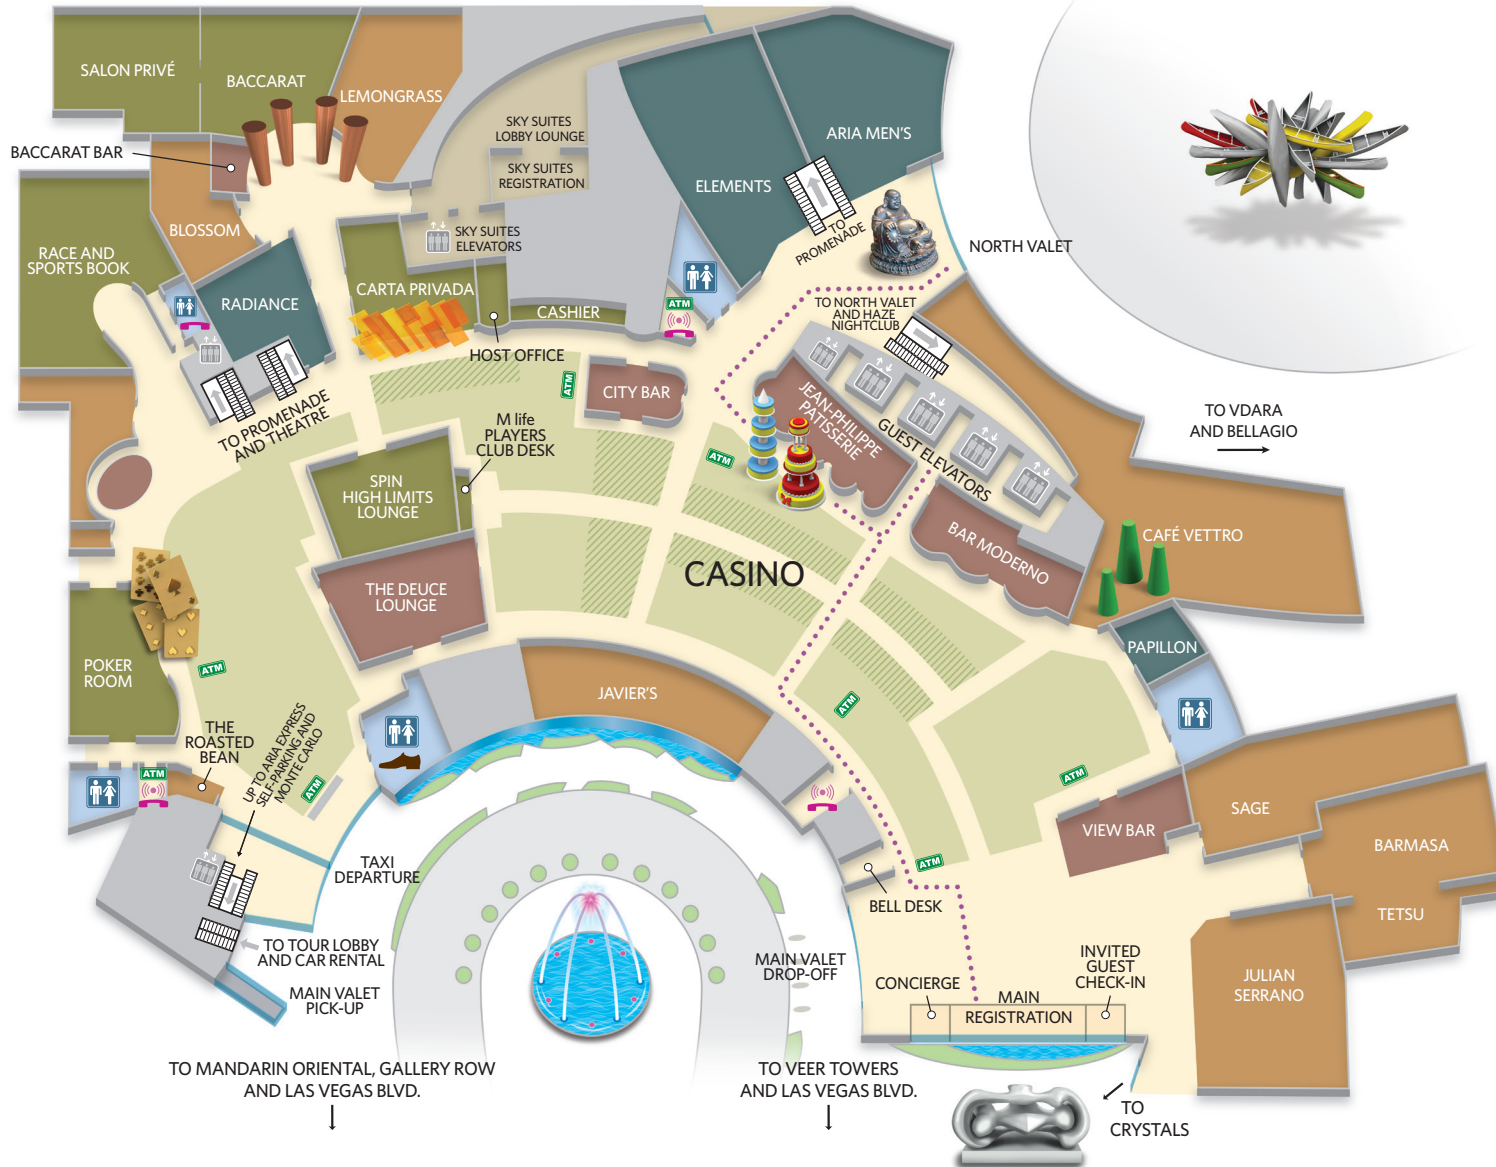 SALON PRIVÉ
BACCARAT
LEMONGRASS
BACCARAT BAR
BLOSSOM
RACE AND
SPORTS BOOK
RADIANCE
SKY SUITES
LOBBY LOUNGE
SKY SUITES
REGISTRATION
SKY SUITES
ELEVATORS
CARTA PRIVADA
HOST OFFICE
CASHIER
ELEMENTS
ARIA MEN'S
TO
PROMENADE
NORTH VALET
ATM
TO NORTH VALET
AND HAZE
NIGHTCLUB
TO PROMENADE
AND THEATRE
M life
PLAYERS
CLUB DESK
ATM
CITY BAR
JEAN-PHILIPPE
PATISSERIE
GUEST ELEVATORS
TO VDARA
AND BELLAGIO
ATM
SPIN
HIGH LIMITS
LOUNGE
BAR MODERNO
CAFÉ VETTRO
CASINO
THE DEUCE
LOUNGE
PAPILLON
POKER
ROOM
ATM
JAVIER'S
ATM
THE
ROASTED
BEAN
UP TO ARIA EXPRESS
SELF-PARKING AND
MONTE CARLO
ATM
ATM
ATM
SAGE
VIEW BAR
BARMASA
ATM
TAXI
DEPARTURE
BELL DESK
TETSU
TO TOUR LOBBY
AND CAR RENTAL
MAIN VALET
DROP-OFF
MAIN VALET
PICK-UP
CONCIERGE
MAIN
REGISTRATION
INVITED
GUEST
CHECK-IN
JULIAN
SERRANO
TO MANDARIN ORIENTAL, GALLERY ROW
AND LAS VEGAS BLVD.
TO VEER TOWERS
AND LAS VEGAS BLVD.
TO
CRYSTALS